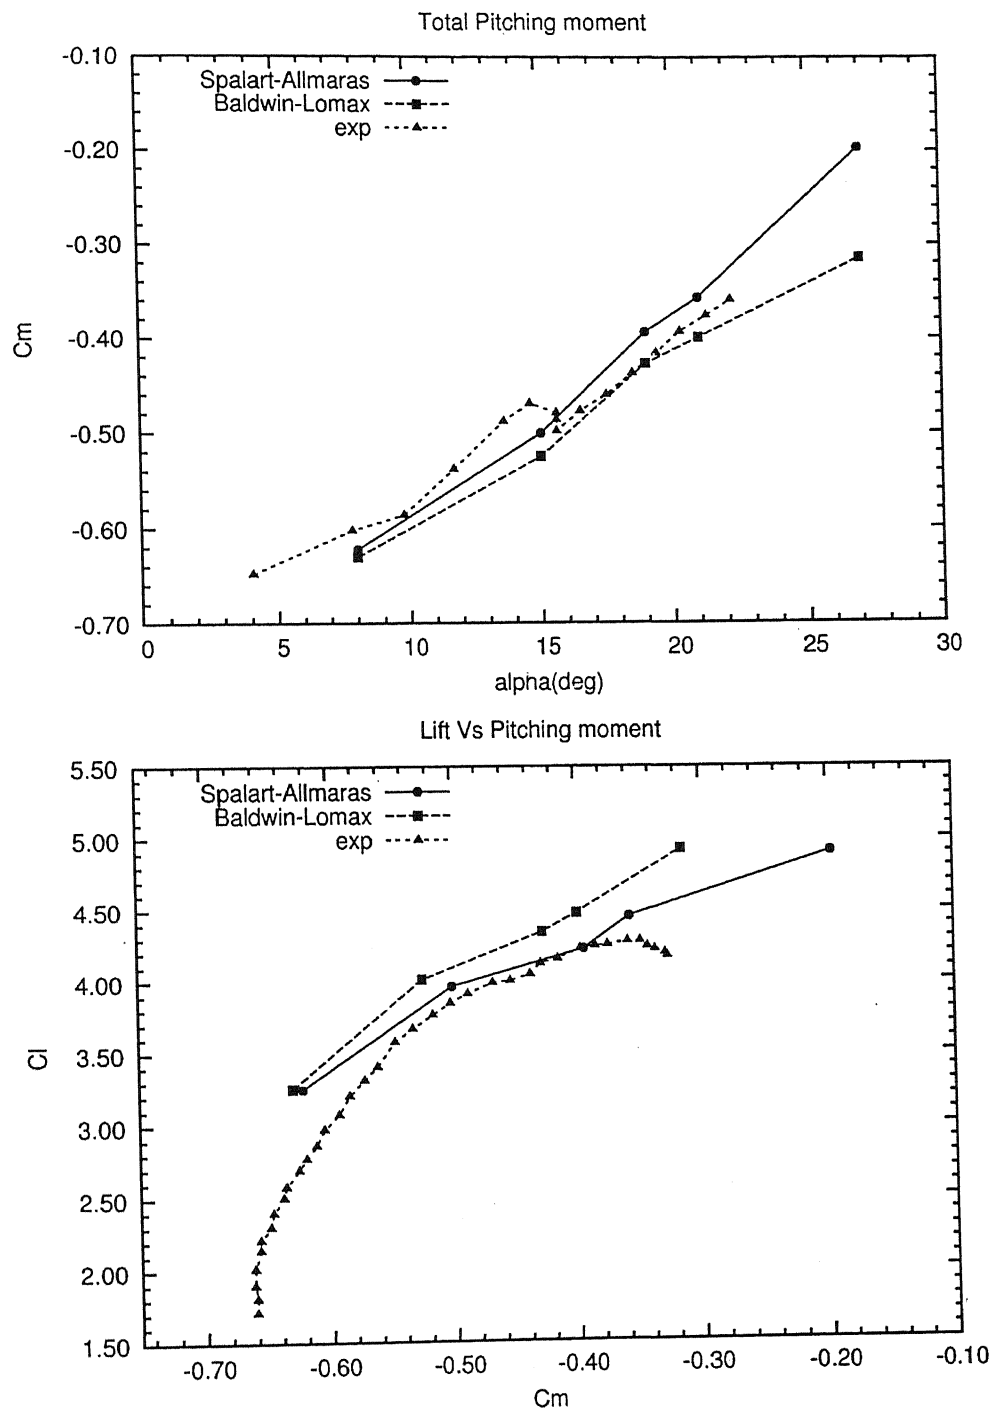 Total Pitching moment
-0.10
Spalart-Allmaras
Baldwin-Lomax
exp
-0.20
-0.30
Cm
-0.40
-0.50
-0.60
-0.70
0 5 10 15 20 25 30
alpha(deg)
Lift Vs Pitching moment
5.50
Spalart-Allmaras
Baldwin-Lomax
exp
5.00
4.50
4.00
3.50
Cl
3.00
2.50
2.00
1.50
-0.70 -0.60 -0.50 -0.40 -0.30 -0.20 -0.10
Cm